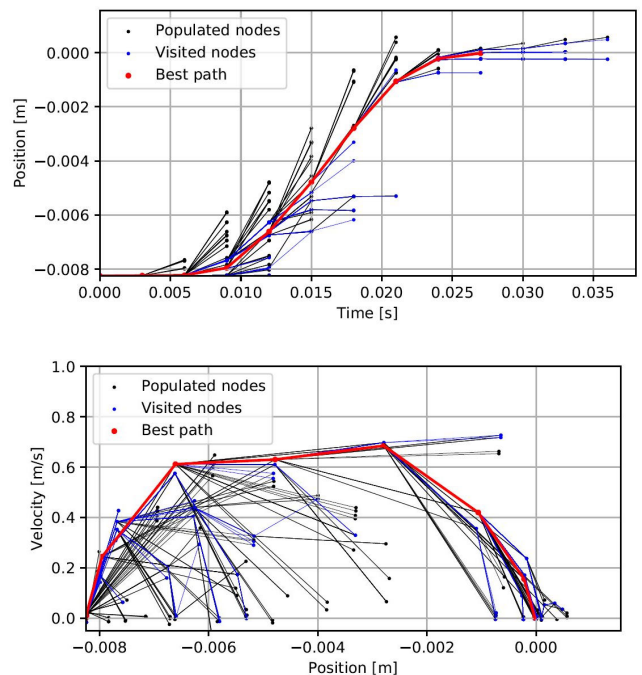 0.000
−0.002
−0.004
−0.006
−0.008
Position [m]
Populated nodes
Visited nodes
Best path
0.000 0.005 0.010 0.015 0.020 0.025 0.030 0.035
Time [s]
1.0
0.8
0.6
0.4
0.2
0.0
Velocity [m/s]
Populated nodes
Visited nodes
Best path
−0.008 −0.006 −0.004 −0.002 0.000
Position [m]